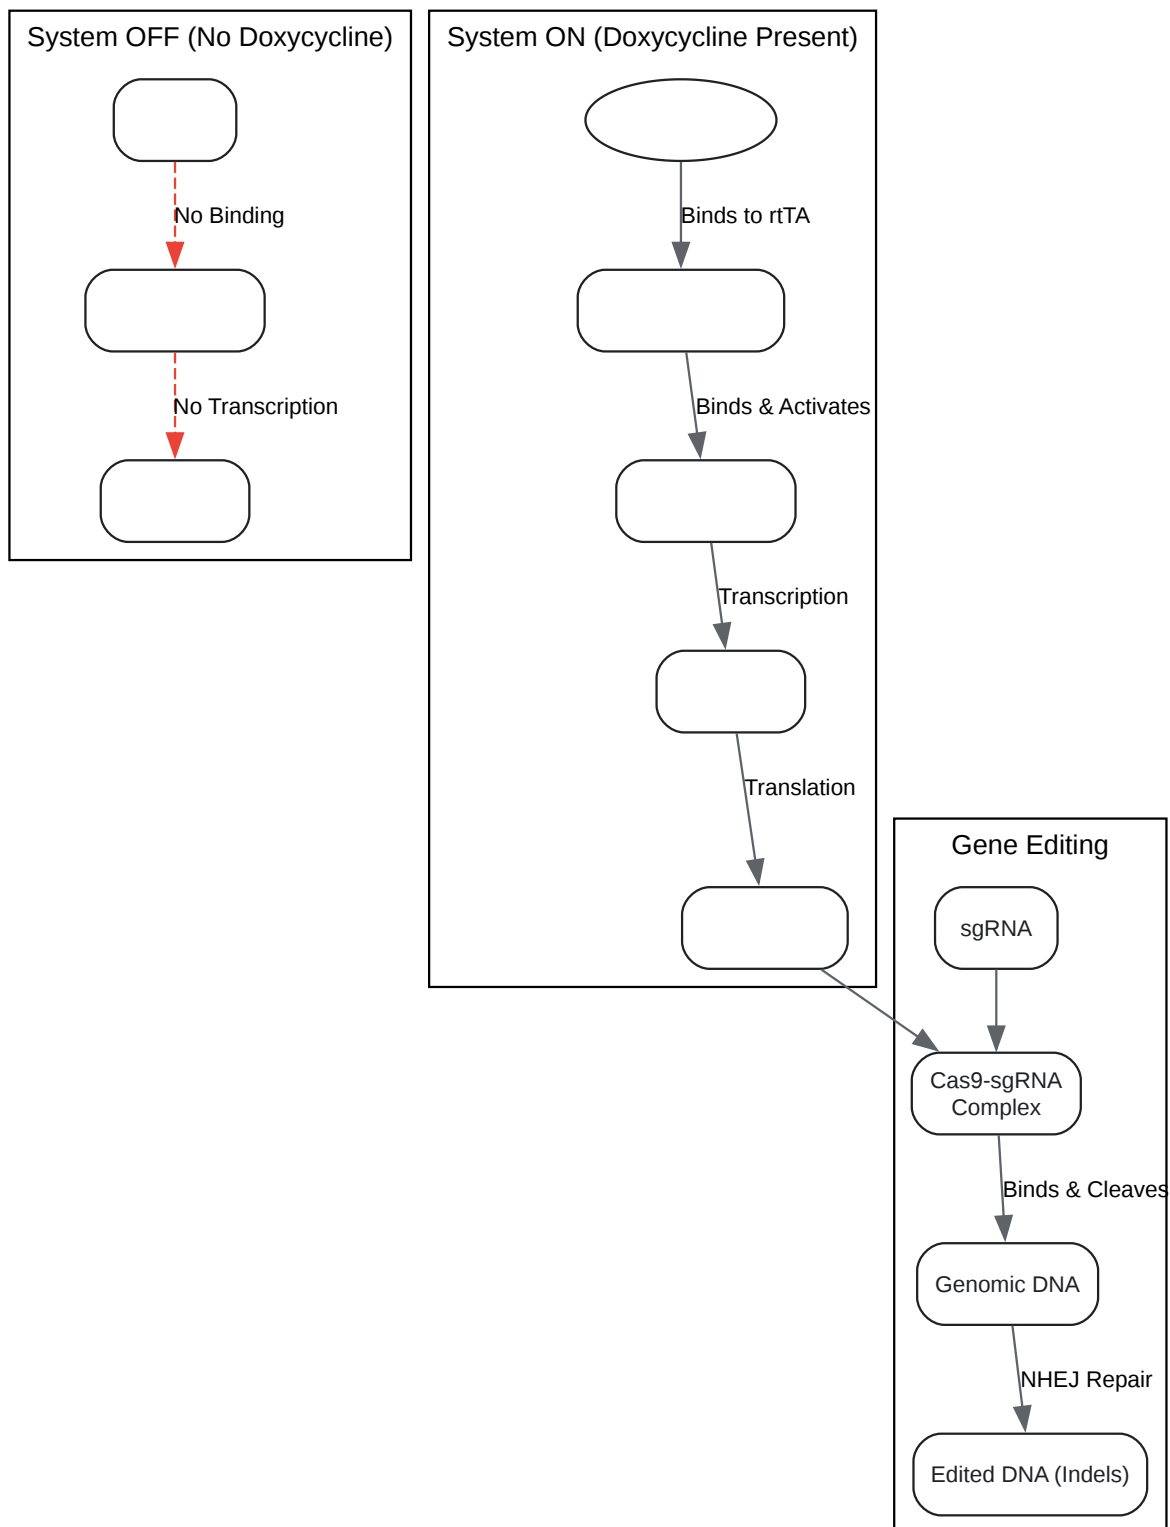 System OFF (No Doxycycline)
No Binding
No Transcription
System ON (Doxycycline Present)
Binds to rtTA
Binds & Activates
Transcription
Translation
Gene Editing
sgRNA
Cas9-sgRNA
Complex
Binds & Cleaves
Genomic DNA
NHEJ Repair
Edited DNA (Indels)